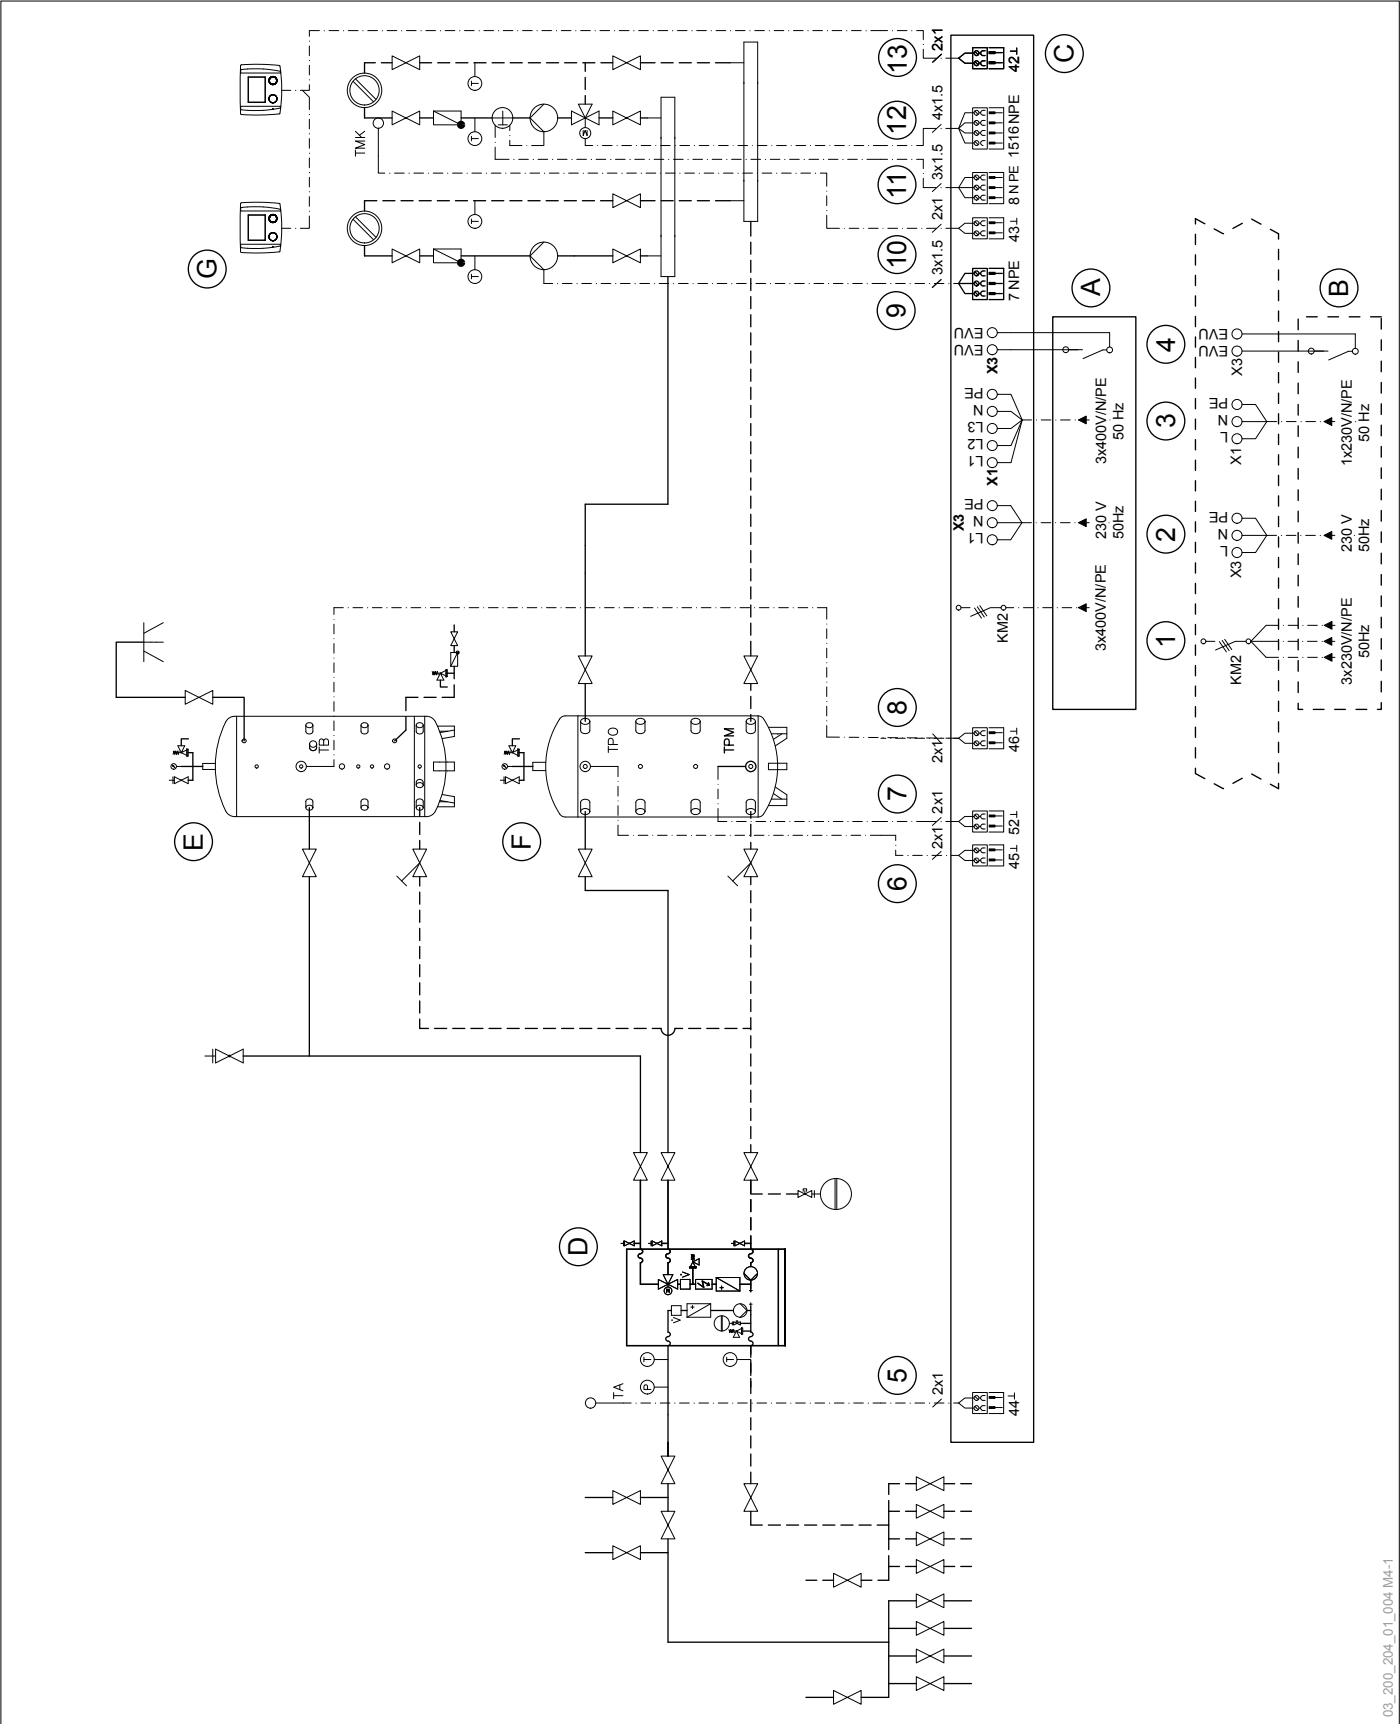 G
E
TB
TMK
T
T
T
T
F
TPO
TPM
D
TA
P
T
T
M
V
V
M
5
6
7
8
9
10
11
12
13
2x1
2x1
2x1
2x1
3x1.5
2x1
3x1.5
4x1.5
2x1
44⊥
45⊥
52⊥
46⊥
7 NPE
43⊥
8 N PE
1516NPE
42⊥
C
KM2
X3
L1 N PE
X1
L1 L2 L3 N PE
X3
EVU EVU
A
3x400V/N/PE
230 V
50Hz
3x400V/N/PE
50 Hz
1
2
3
4
KM2
X3
L N PE
X1
L N PE
X3
EVU EVU
B
3x230V/N/PE
50Hz
230 V
50Hz
1x230V/N/PE
50 Hz
03_200_204_01_004 M4-1